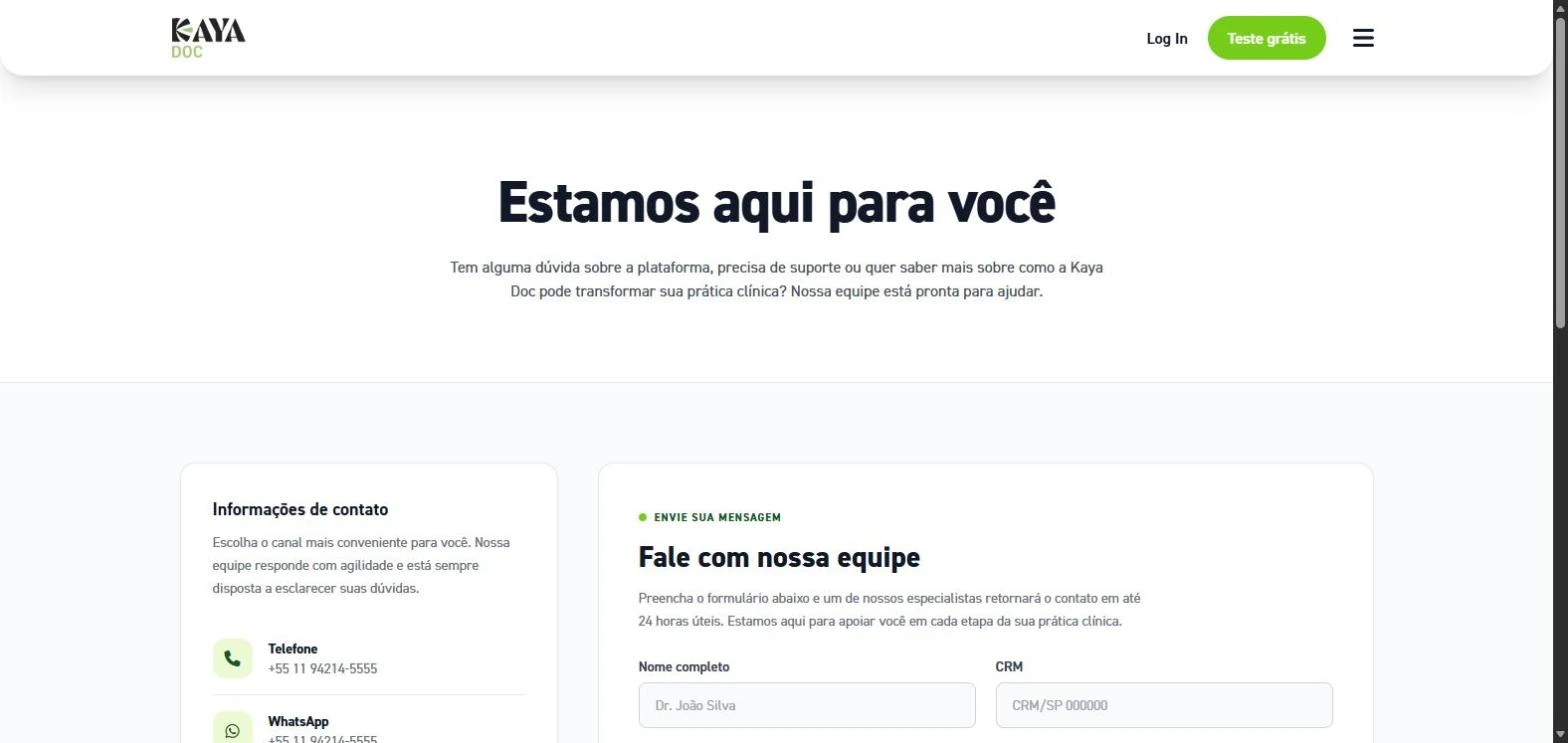 KAYA
DOC
Log In
Teste grátis
Estamos aqui para você
Tem alguma dúvida sobre a plataforma, precisa de suporte ou quer saber mais sobre como a Kaya
Doc pode transformar sua prática clínica? Nossa equipe está pronta para ajudar.
Informações de contato
Escolha o canal mais conveniente para você. Nossa
equipe responde com agilidade e está sempre
disposta a esclarecer suas dúvidas.
Telefone
+55 11 94214-5555
WhatsApp
+55 11 94214-5555
ENVIE SUA MENSAGEM
Fale com nossa equipe
Preencha o formulário abaixo e um de nossos especialistas retornará o contato em até
24 horas úteis. Estamos aqui para apoiar você em cada etapa da sua prática clínica.
Nome completo
Dr. João Silva
CRM
CRM/SP 000000